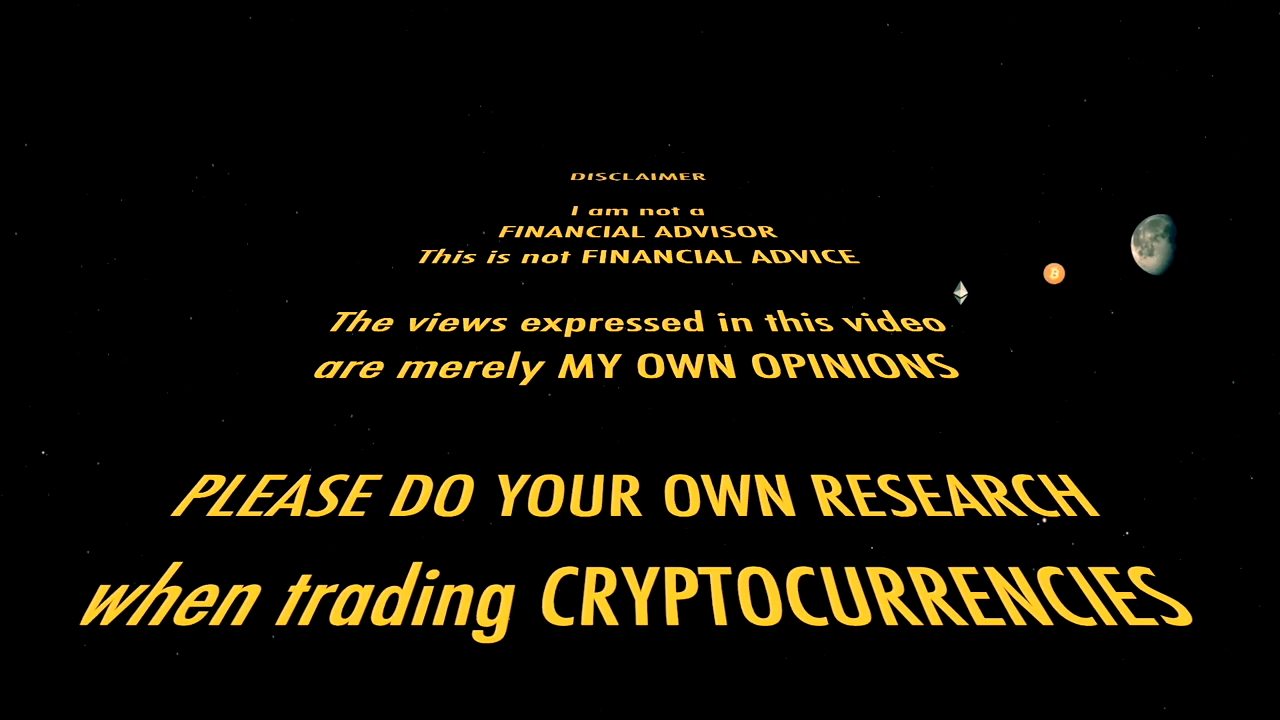 DISCLAIMER
I am not a
FINANCIAL ADVISOR
This is not FINANCIAL ADVICE
The views expressed in this video
are merely MY OWN OPINIONS
PLEASE DO YOUR OWN RESEARCH
when trading CRYPTOCURRENCIES